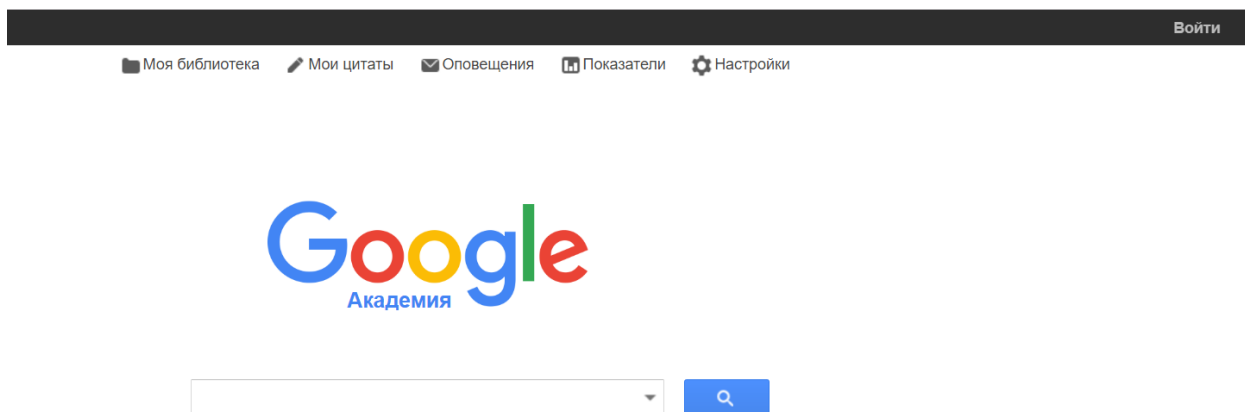 Войти
Моя библиотека Мои цитаты Оповещения Показатели Настройки
Google
Академия